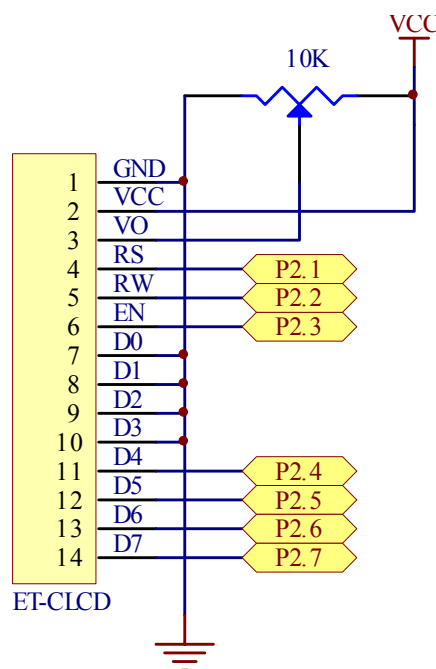 VCC
10K
1 GND
2 VCC
3 VO
4 RS P2.1
5 RW P2.2
6 EN P2.3
7 D0
8 D1
9 D2
10 D3
11 D4 P2.4
12 D5 P2.5
13 D6 P2.6
14 D7 P2.7
ET-CLCD